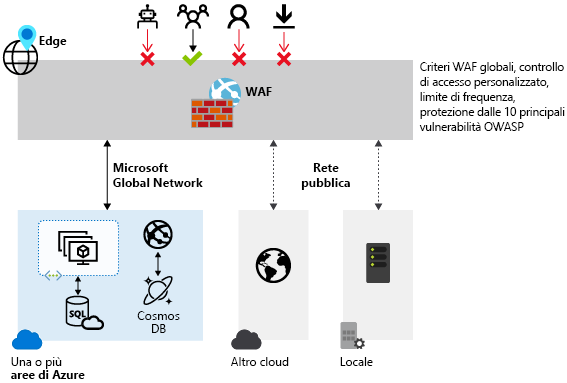 Edge
WAF
Criteri WAF globali, controllo
di accesso personalizzato,
limite di frequenza,
protezione dalle 10 principali
vulnerabilità OWASP
Microsoft
Global Network
Rete
pubblica
SQL
Cosmos
DB
Una o più
aree di Azure
Altro cloud
Locale